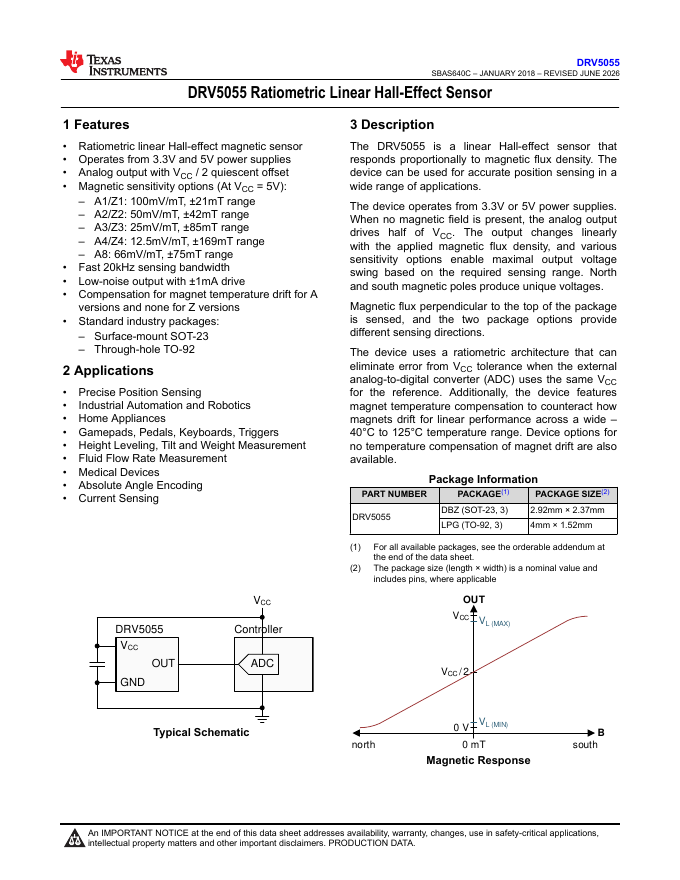 TEXAS
INSTRUMENTS
DRV5055
SBAS640C – JANUARY 2018 – REVISED JUNE 2026
DRV5055 Ratiometric Linear Hall-Effect Sensor
1 Features
• Ratiometric linear Hall-effect magnetic sensor
• Operates from 3.3V and 5V power supplies
• Analog output with VCC / 2 quiescent offset
• Magnetic sensitivity options (At VCC = 5V):
– A1/Z1: 100mV/mT, ±21mT range
– A2/Z2: 50mV/mT, ±42mT range
– A3/Z3: 25mV/mT, ±85mT range
– A4/Z4: 12.5mV/mT, ±169mT range
– A8: 66mV/mT, ±75mT range
• Fast 20kHz sensing bandwidth
• Low-noise output with ±1mA drive
• Compensation for magnet temperature drift for A
versions and none for Z versions
• Standard industry packages:
– Surface-mount SOT-23
– Through-hole TO-92
2 Applications
• Precise Position Sensing
• Industrial Automation and Robotics
• Home Appliances
• Gamepads, Pedals, Keyboards, Triggers
• Height Leveling, Tilt and Weight Measurement
• Fluid Flow Rate Measurement
• Medical Devices
• Absolute Angle Encoding
• Current Sensing
3 Description
The DRV5055 is a linear Hall-effect sensor that
responds proportionally to magnetic flux density. The
device can be used for accurate position sensing in a
wide range of applications.
The device operates from 3.3V or 5V power supplies.
When no magnetic field is present, the analog output
drives half of VCC. The output changes linearly
with the applied magnetic flux density, and various
sensitivity options enable maximal output voltage
swing based on the required sensing range. North
and south magnetic poles produce unique voltages.
Magnetic flux perpendicular to the top of the package
is sensed, and the two package options provide
different sensing directions.
The device uses a ratiometric architecture that can
eliminate error from VCC tolerance when the external
analog-to-digital converter (ADC) uses the same VCC
for the reference. Additionally, the device features
magnet temperature compensation to counteract how
magnets drift for linear performance across a wide –
40°C to 125°C temperature range. Device options for
no temperature compensation of magnet drift are also
available.
Package Information
PART NUMBER PACKAGE(1) PACKAGE SIZE(2)
DRV5055
DBZ (SOT-23, 3) 2.92mm × 2.37mm
LPG (TO-92, 3) 4mm × 1.52mm
(1) For all available packages, see the orderable addendum at
the end of the data sheet.
(2) The package size (length × width) is a nominal value and
includes pins, where applicable
VCC
DRV5055 Controller
VCC
OUT
ADC
GND
Typical Schematic
OUT
VCC
VL (MAX)
VCC / 2
VL (MIN)
0 V
B
north 0 mT south
Magnetic Response
An IMPORTANT NOTICE at the end of this data sheet addresses availability, warranty, changes, use in safety-critical applications,
intellectual property matters and other important disclaimers. PRODUCTION DATA.